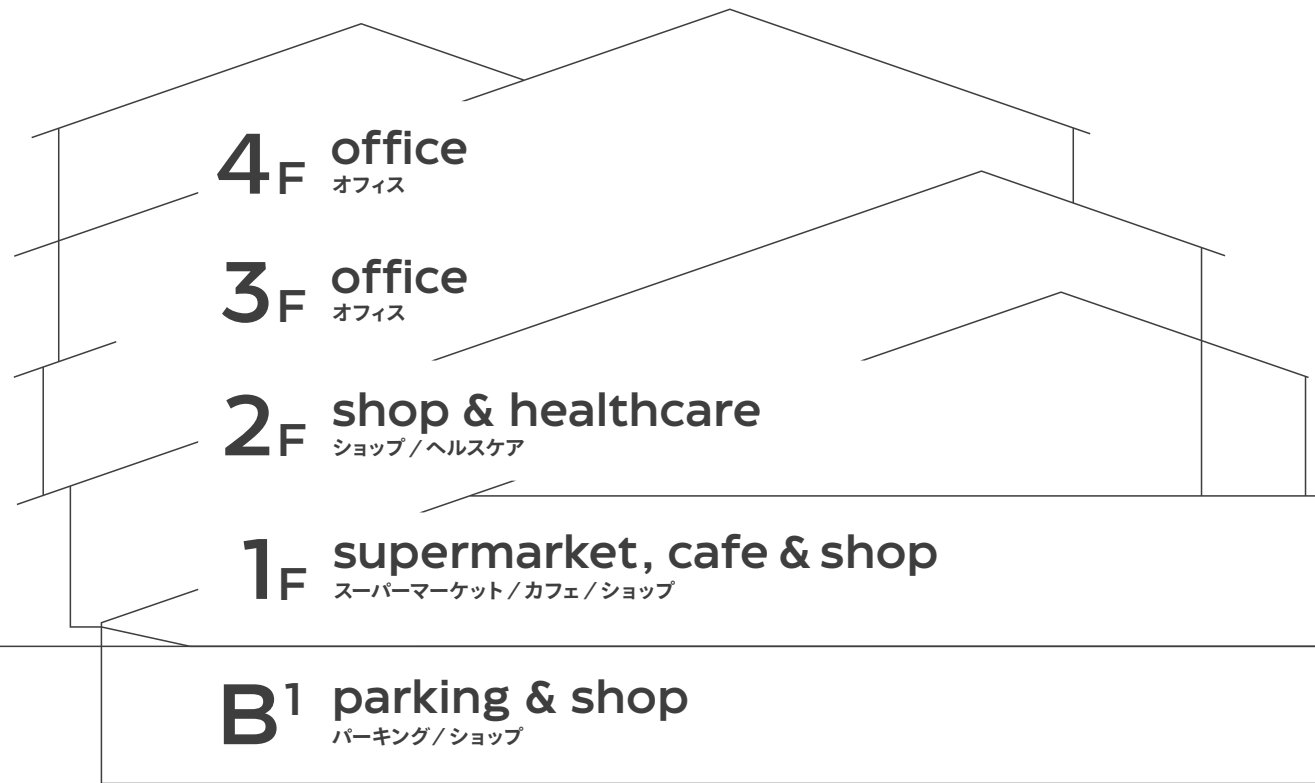 4F office
オフィス
3F office
オフィス
2F shop & healthcare
ショップ / ヘルスケア
1F supermarket, cafe & shop
スーパーマーケット / カフェ / ショップ
B1 parking & shop
パーキング / ショップ